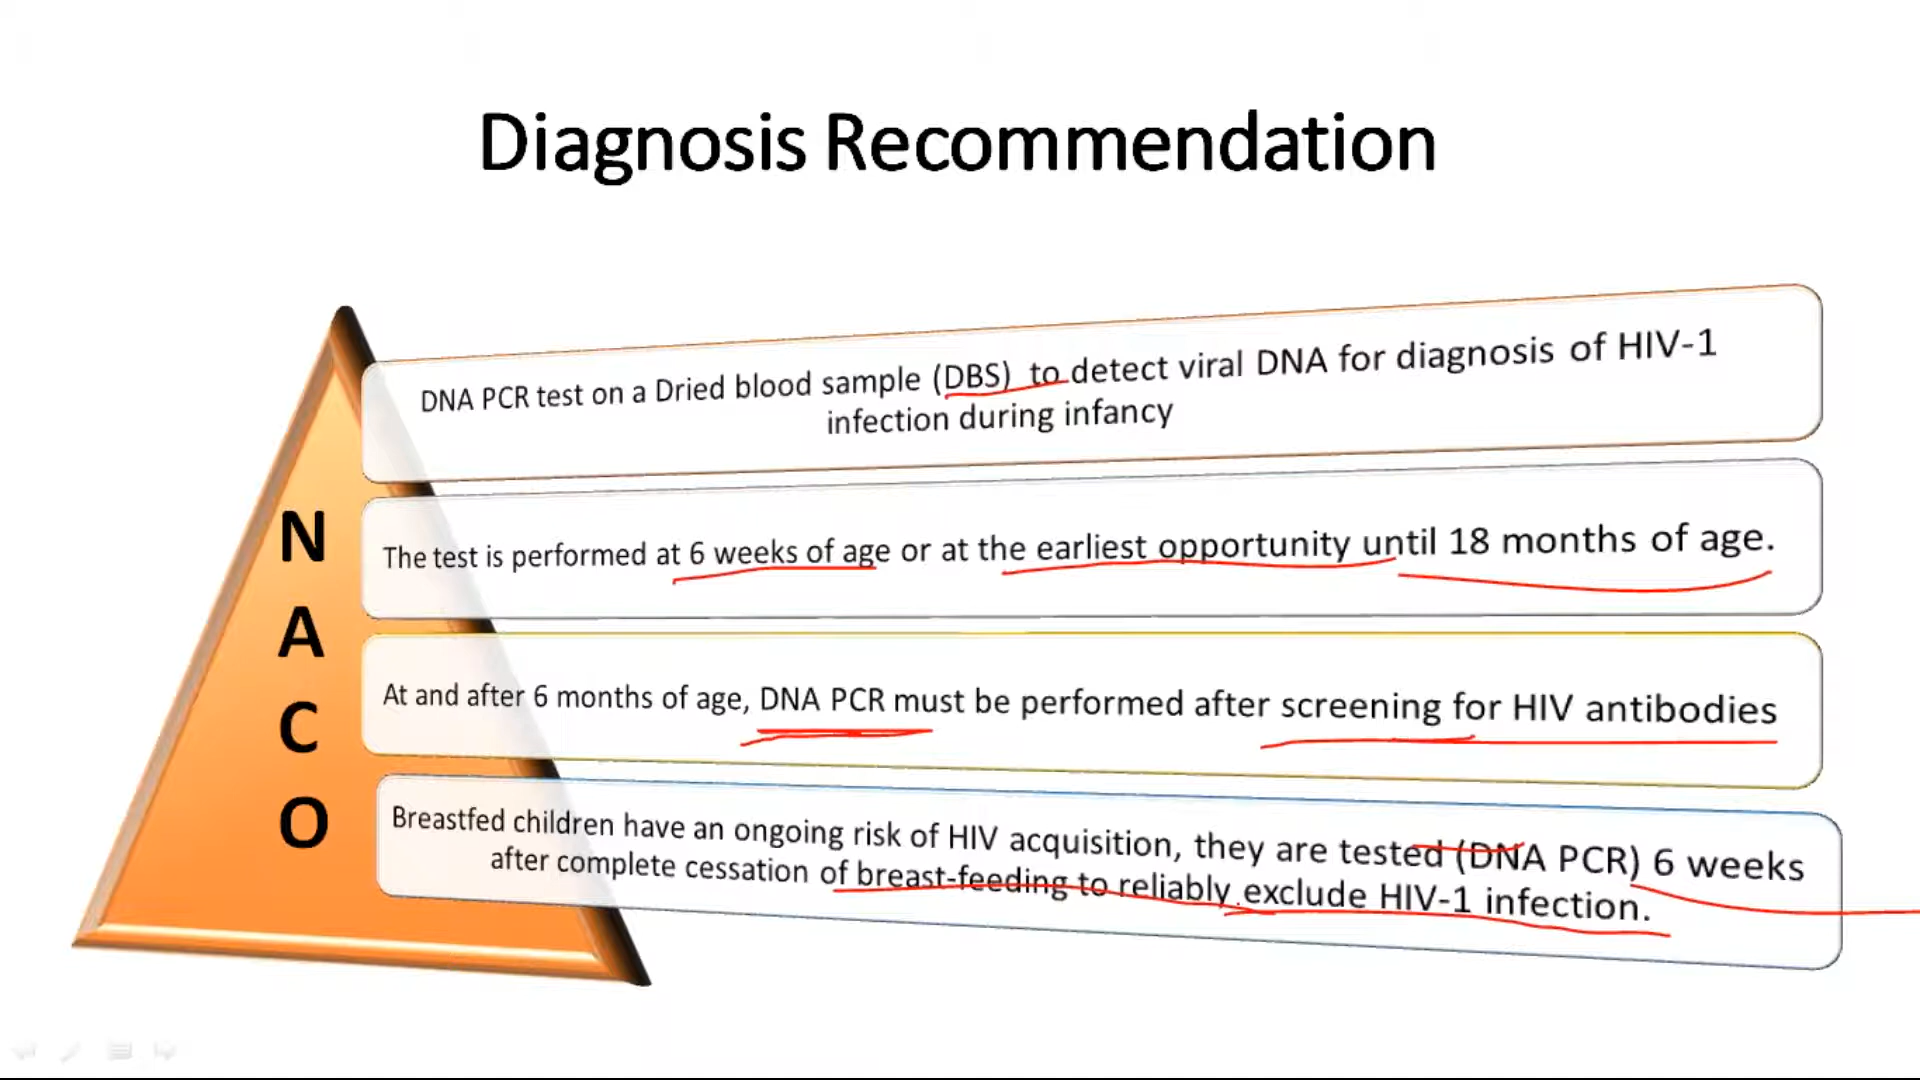 Diagnosis Recommendation
N
A
C
O
DNA PCR test on a Dried blood sample (DBS) to detect viral DNA for diagnosis of HIV-1
infection during infancy
The test is performed at 6 weeks of age or at the earliest opportunity until 18 months of age.
At and after 6 months of age, DNA PCR must be performed after screening for HIV antibodies
Breastfed children have an ongoing risk of HIV acquisition, they are tested (DNA PCR) 6 weeks
after complete cessation of breast-feeding to reliably exclude HIV-1 infection.